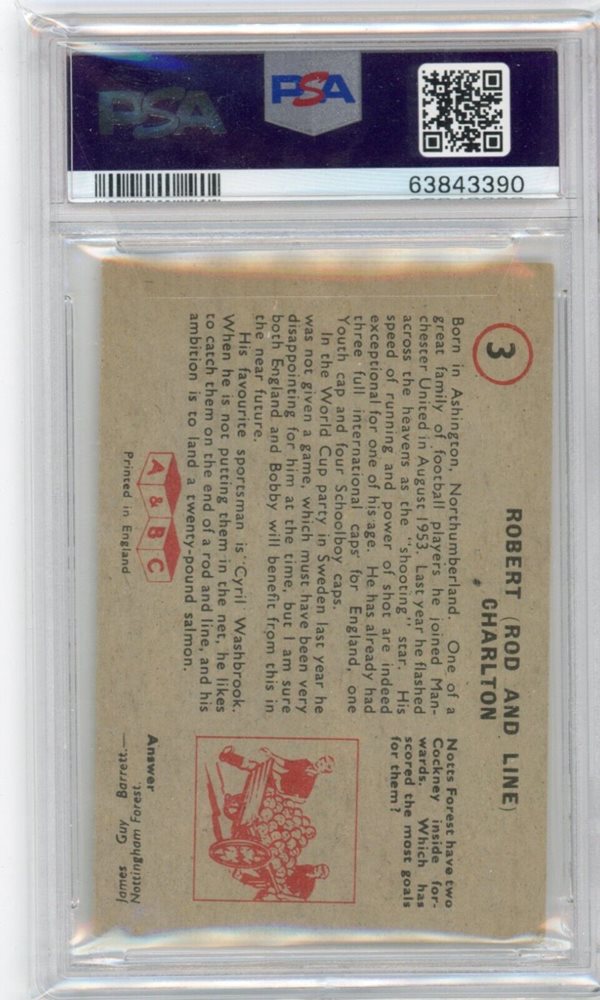 PSA
PSA
63843390
3
ROBERT (ROD AND LINE)
CHARLTON
Born in Ashington, Northumberland. One of a
great family of football players he joined Man-
chester United in August 1953. Last year he flashed
across the heavens as the "shooting" star. His
speed of running and power of shot are indeed
exceptional for one of his age. He has already had
three full international caps for England, one
Youth cap and four Schoolboy caps.
In the World Cup party in Sweden last year he
was not given a game, which must have been very
disappointing for him at the time, but I am sure
both England and Bobby will benefit from this in
the near future.
His favourite sportsman is Cyril Washbrook.
When he is not putting them in the net, he likes
to catch them on the end of a rod and line, and his
ambition is to land a twenty-pound salmon.
A & B C
Printed in England
Notts Forest have two
Cockney inside for-
wards. Which has
scored the most goals
for them?
Answer
James Guy Barrett.—
Nottingham Forest.